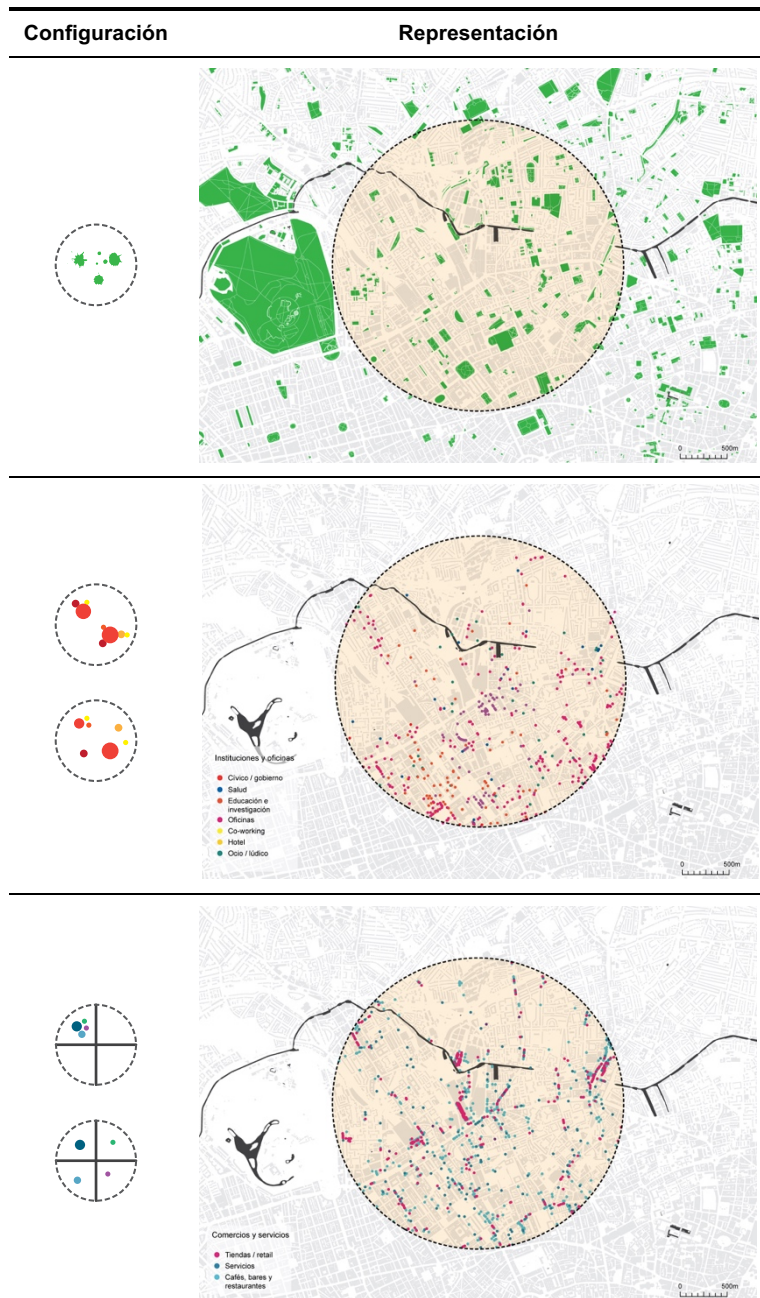 Configuración
Representación
0
500m
Instituciones y oficinas
Cívico / gobierno
Salud
Educación e
investigación
Oficinas
Co-working
Hotel
Ocio / lúdico
0
500m
Comercios y servicios
Tiendas / retail
Servicios
Cafés, bares y
restaurantes
0
500m